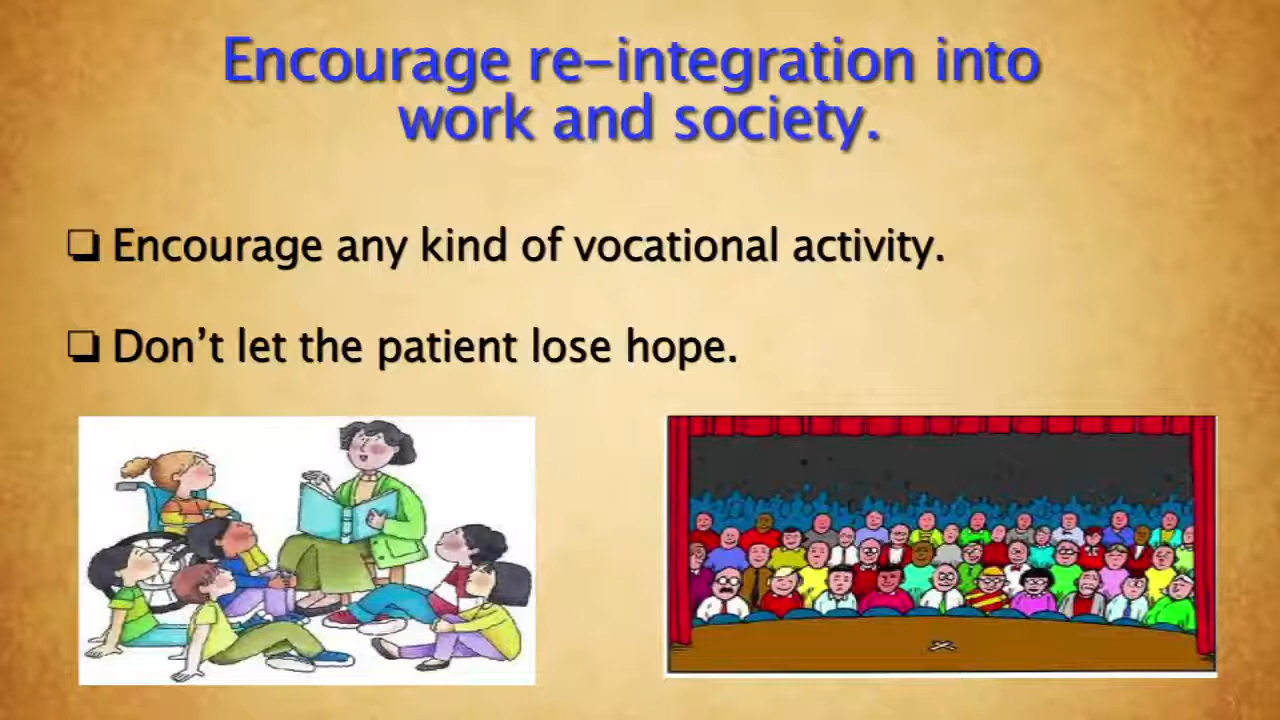 Encourage re-integration into
work and society.
❏ Encourage any kind of vocational activity.
❏ Don't let the patient lose hope.